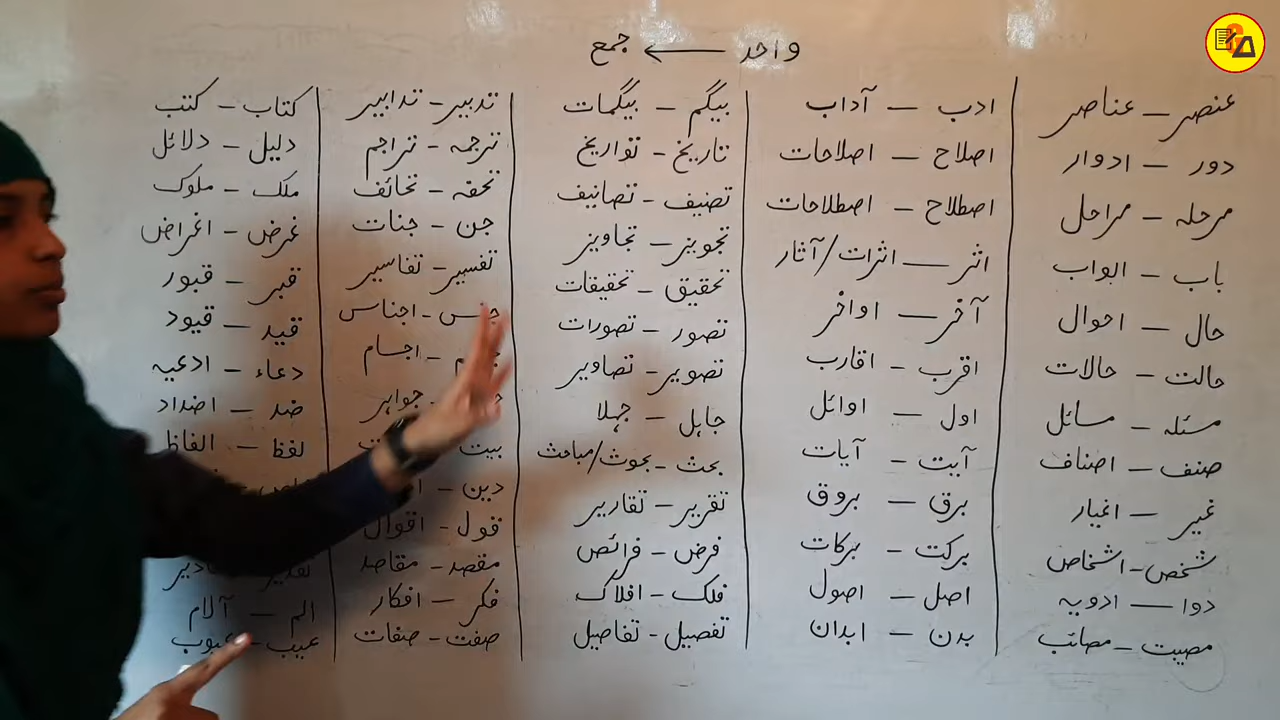 واحد ← جمع
عنصر – عناصر
دور – ادوار
مرحلہ – مراحل
باب – ابواب
حال – احوال
حالت – حالات
مسئلہ – مسائل
صنف – اصناف
غیر – اغیار
شخص – اشخاص
دوا – ادویہ
مصیبت – مصائب
ادب – آداب
اصلاح – اصلاحات
اصطلاح – اصطلاحات
اثر – اثرات/آثار
آخر – اواخر
اقرب – اقارب
اول – اوائل
آیت – آیات
برق – بروق
برکت – برکات
اصل – اصول
بدن – ابدان
بیگم – بیگمات
تاریخ – تواریخ
تصنیف – تصانیف
تجویز – تجاویز
تحقیق – تحقیقات
تصور – تصورات
تصویر – تصاویر
جاہل – جہلا
بحث – بحوث/مباحث
تقریر – تقاریر
فرض – فرائض
فلک – افلاک
تفصیل – تفاصیل
تدبیر – تدابیر
ترجمہ – تراجم
تحفہ – تحائف
جن – جنات
تفسیر – تفاسیر
جنس – اجناس
– اجسام
– جواہر
بیت
دین –
قول – اقوال
مقصد – مقاصد
فکر – افکار
صفت – صفات
کتاب – کتب
دلیل – دلائل
ملک – ملوک
غرض – اغراض
قبر – قبور
قید – قیود
دعاء – ادعیہ
ضد – اضداد
لفظ – الفاظ
الم – آلام
عیب – عیوب